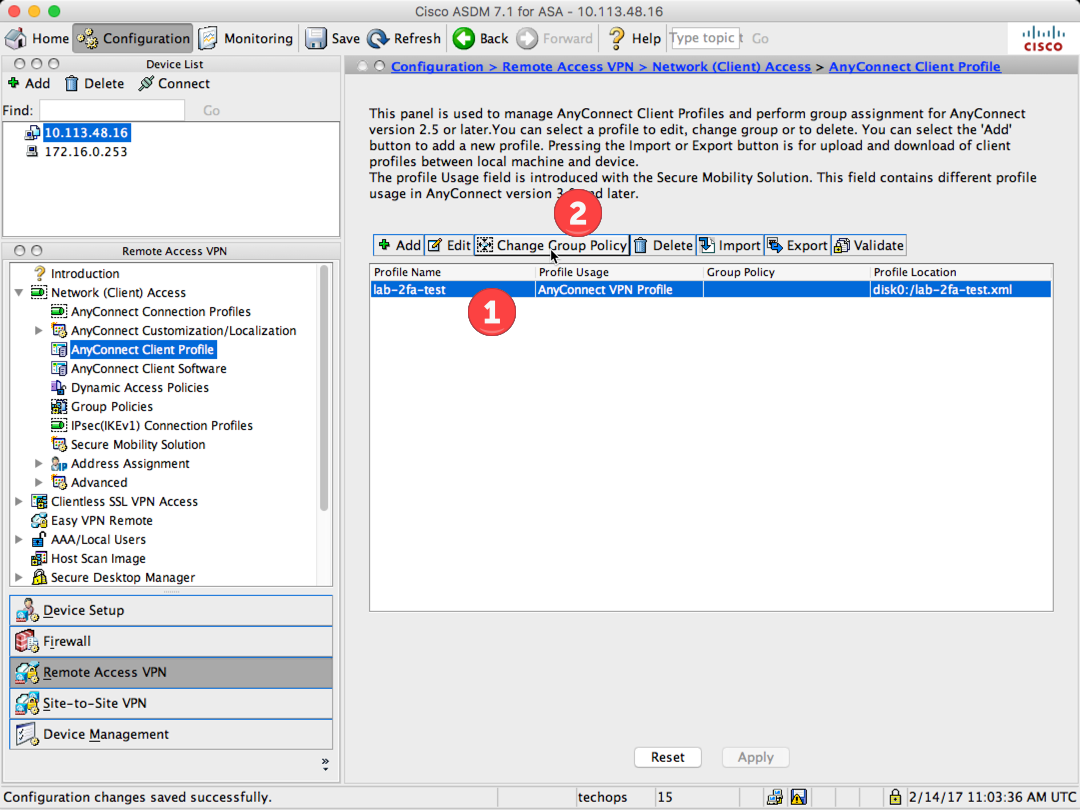 Cisco ASDM 7.1 for ASA - 10.113.48.16
Home Configuration Monitoring Save Refresh Back Forward Help Type topic Go
CISCO
Device List
Add Delete Connect
Find: Go
10.113.48.16
172.16.0.253
Remote Access VPN
Introduction
Network (Client) Access
AnyConnect Connection Profiles
AnyConnect Customization/Localization
AnyConnect Client Profile
AnyConnect Client Software
Dynamic Access Policies
Group Policies
IPsec(IKEv1) Connection Profiles
Secure Mobility Solution
Address Assignment
Advanced
Clientless SSL VPN Access
Easy VPN Remote
AAA/Local Users
Host Scan Image
Secure Desktop Manager
Device Setup
Firewall
Remote Access VPN
Site-to-Site VPN
Device Management
»
Configuration > Remote Access VPN > Network (Client) Access > AnyConnect Client Profile
This panel is used to manage AnyConnect Client Profiles and perform group assignment for AnyConnect
version 2.5 or later.You can select a profile to edit, change group or to delete. You can select the 'Add'
button to add a new profile. Pressing the Import or Export button is for upload and download of client
profiles between local machine and device.
The profile Usage field is introduced with the Secure Mobility Solution. This field contains different profile
usage in AnyConnect version later.
2
Add Edit Change Group Policy Delete Import Export Validate
Profile Name Profile Usage Group Policy Profile Location
lab-2fa-test AnyConnect VPN Profile disk0:/lab-2fa-test.xml
1
Reset Apply
Configuration changes saved successfully. techops 15 2/14/17 11:03:36 AM UTC